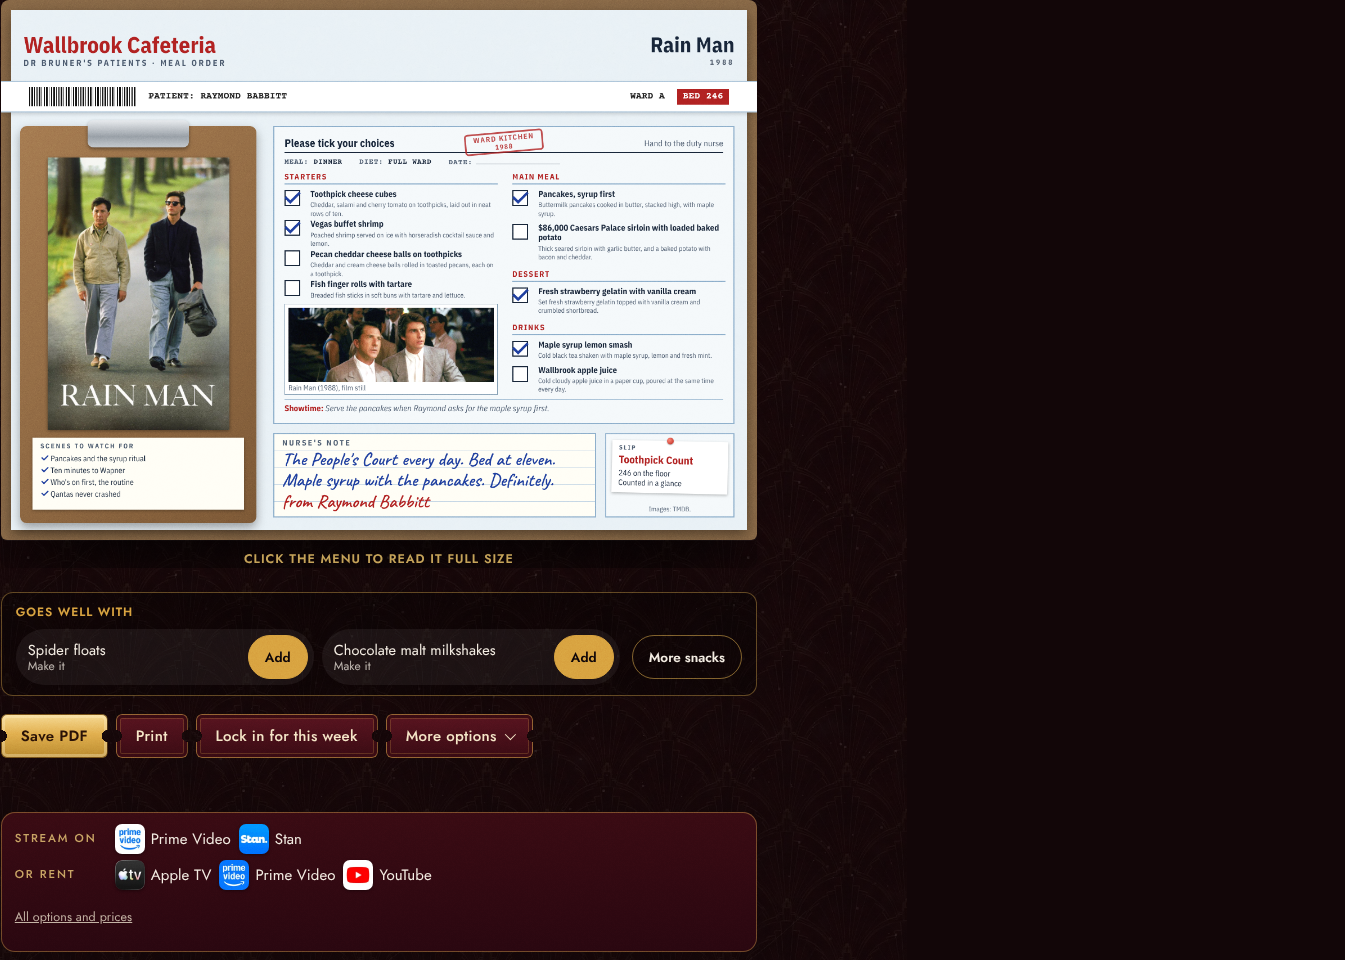 Wallbrook Cafeteria
DR BRUNER'S PATIENTS · MEAL ORDER
Rain Man
1988
PATIENT: RAYMOND BABBITT
WARD A
BED 246
RAIN MAN
SCENES TO WATCH FOR
Pancakes and the syrup ritual
Ten minutes to Wapner
Who's on first, the routine
Qantas never crashed
Please tick your choices
WARD KITCHEN
1988
Hand to the duty nurse
MEAL: DINNER DIET: FULL WARD DATE:
STARTERS
Toothpick cheese cubes
Cheddar, salami and cherry tomato on toothpicks, laid out in neat
rows of ten.
Vegas buffet shrimp
Poached shrimp served on ice with horseradish cocktail sauce and
lemon.
Pecan cheddar cheese balls on toothpicks
Cheddar and cream cheese balls rolled in toasted pecans, each on
a toothpick.
Fish finger rolls with tartare
Breaded fish sticks in soft buns with tartare and lettuce.
Rain Man (1988), film still
MAIN MEAL
Pancakes, syrup first
Buttermilk pancakes cooked in butter, stacked high, with maple
syrup.
$86,000 Caesars Palace sirloin with loaded baked
potato
Thick seared sirloin with garlic butter, and a baked potato with
bacon and cheddar.
DESSERT
Fresh strawberry gelatin with vanilla cream
Set fresh strawberry gelatin topped with vanilla cream and
crumbled shortbread.
DRINKS
Maple syrup lemon smash
Cold black tea shaken with maple syrup, lemon and fresh mint.
Wallbrook apple juice
Cold cloudy apple juice in a paper cup, poured at the same time
every day.
Showtime: Serve the pancakes when Raymond asks for the maple syrup first.
NURSE'S NOTE
The People's Court every day. Bed at eleven.
Maple syrup with the pancakes. Definitely.
from Raymond Babbitt
SLIP
Toothpick Count
246 on the floor
Counted in a glance
Images: TMDB.
CLICK THE MENU TO READ IT FULL SIZE
GOES WELL WITH
Spider floats
Make it
Add
Chocolate malt milkshakes
Make it
Add
More snacks
Save PDF
Print
Lock in for this week
More options
STREAM ON
prime video
Prime Video
Stan.
Stan
OR RENT
tv
Apple TV
prime video
Prime Video
YouTube
All options and prices